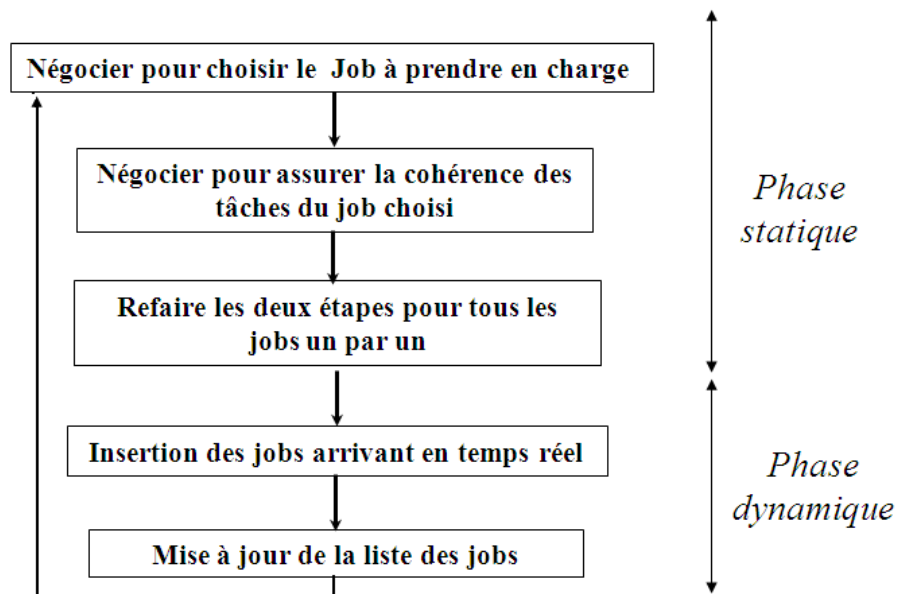 Négocier pour choisir le Job à prendre en charge
Négocier pour assurer la cohérence des
tâches du job choisi
Phase
statique
Refaire les deux étapes pour tous les
jobs un par un
Insertion des jobs arrivant en temps réel
Phase
dynamique
Mise à jour de la liste des jobs